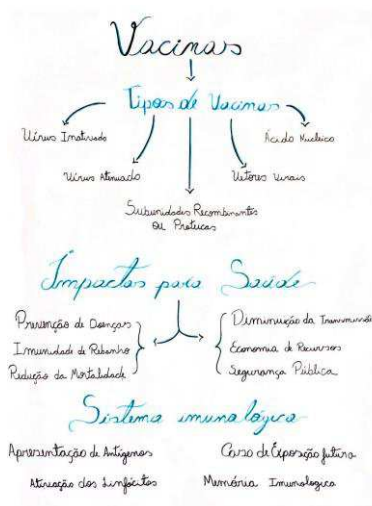 Vacinas
Tipos de Vacinas
Vírus Inativado
Ácido Nucleico
Vírus Atenuado
Vetores Virais
Subunidades Recombinantes
ou Proteicas
Impactos para Saúde
Prevenção de Doenças
Imunidade de Rebanho
Redução da Mortalidade
Diminuição da Transmissão
Economia de Recursos
Segurança Pública
Sistema imunológico
Apresentação de Antígenos
Caso de Exposição futura
Ativação dos Linfócitos
Memória Imunologica